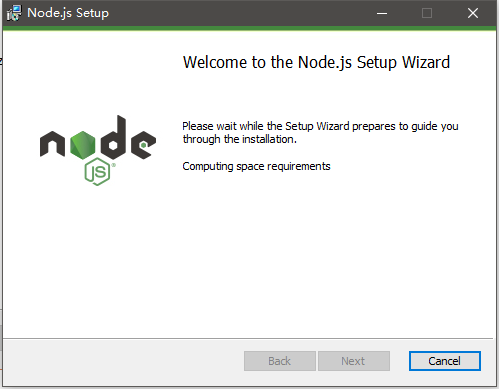 Node.js Setup
Welcome to the Node.js Setup Wizard
node
JS
Please wait while the Setup Wizard prepares to guide you
through the installation.
Computing space requirements
Back
Next
Cancel